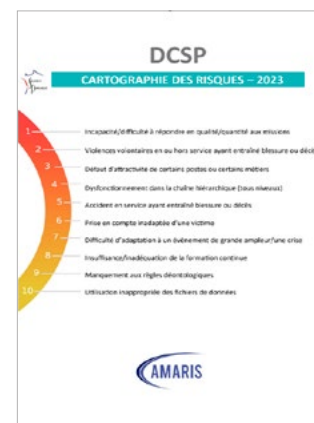 DCSP
CARTOGRAPHIE DES RISQUES – 2023
1 Incapacité/difficulté à répondre en qualité/quantité aux missions
2 Violences volontaires en ou hors service ayant entraîné blessure ou décè
3 Défaut d'attractivité de certains postes ou certains métiers
4 Dysfonctionnement dans la chaîne hiérarchique (tous niveaux)
5 Accident en service ayant entraîné blessure ou décès
6 Prise en compte inadaptée d'une victime
7 Difficulté d'adaptation à un évènement de grande ampleur/une crise
8 Insuffisance/inadéquation de la formation continue
9 Manquement aux règles déontologiques
10 Utilisation inappropriée des fichiers de données
AMARIS